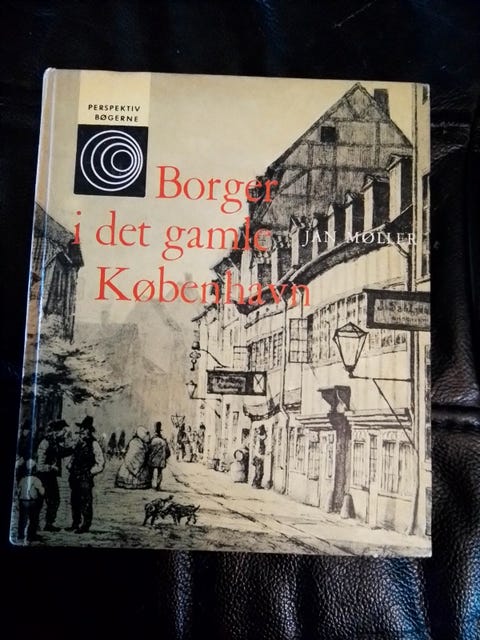 PERSPEKTIV
BØGERNE
Borger
i det gamle
JAN MØLLER
København